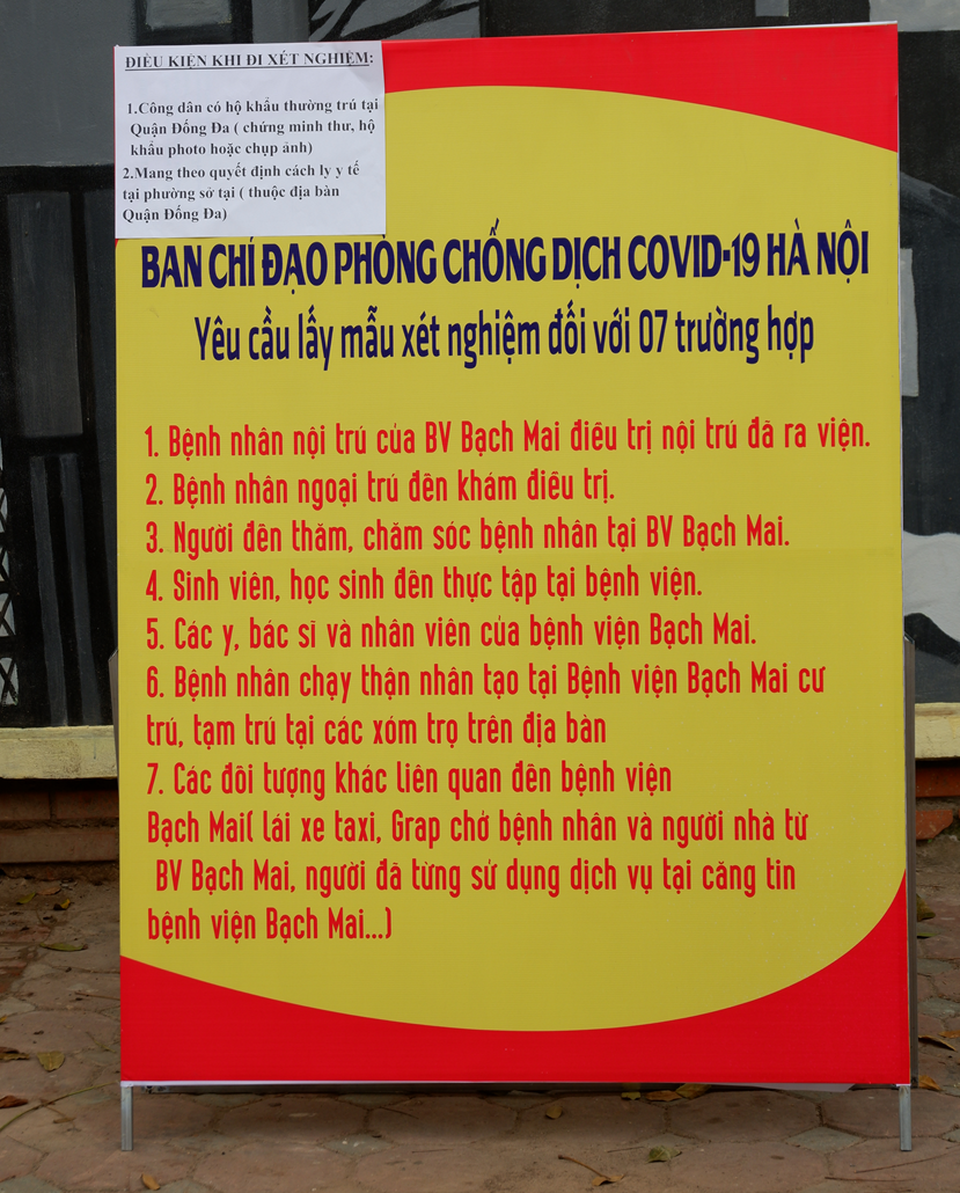 ĐIỀU KIỆN KHI ĐI XÉT NGHIỆM:
1.Công dân có hộ khẩu thường trú tại
Quận Đống Đa ( chứng minh thư, hộ
khẩu photo hoặc chụp ảnh)
2.Mang theo quyết định cách ly y tế
tại phường sở tại ( thuộc địa bàn
Quận Đống Đa)
BAN CHỈ ĐẠO PHÒNG CHỐNG DỊCH COVID-19 HÀ NỘI
Yêu cầu lấy mẫu xét nghiệm đối với 07 trường hợp
1. Bệnh nhân nội trú của BV Bạch Mai điều trị nội trú đã ra viện.
2. Bệnh nhân ngoại trú đến khám điều trị.
3. Người đến thăm, chăm sóc bệnh nhân tại BV Bạch Mai.
4. Sinh viên, học sinh đến thực tập tại bệnh viện.
5. Các y, bác sĩ và nhân viên của bệnh viện Bạch Mai.
6. Bệnh nhân chạy thận nhân tạo tại Bệnh viện Bạch Mai cư
trú, tạm trú tại các xóm trọ trên địa bàn
7. Các đối tượng khác liên quan đến bệnh viện
Bạch Mai( lái xe taxi, Grap chở bệnh nhân và người nhà từ
BV Bạch Mai, người đã từng sử dụng dịch vụ tại căng tin
bệnh viện Bạch Mai...)